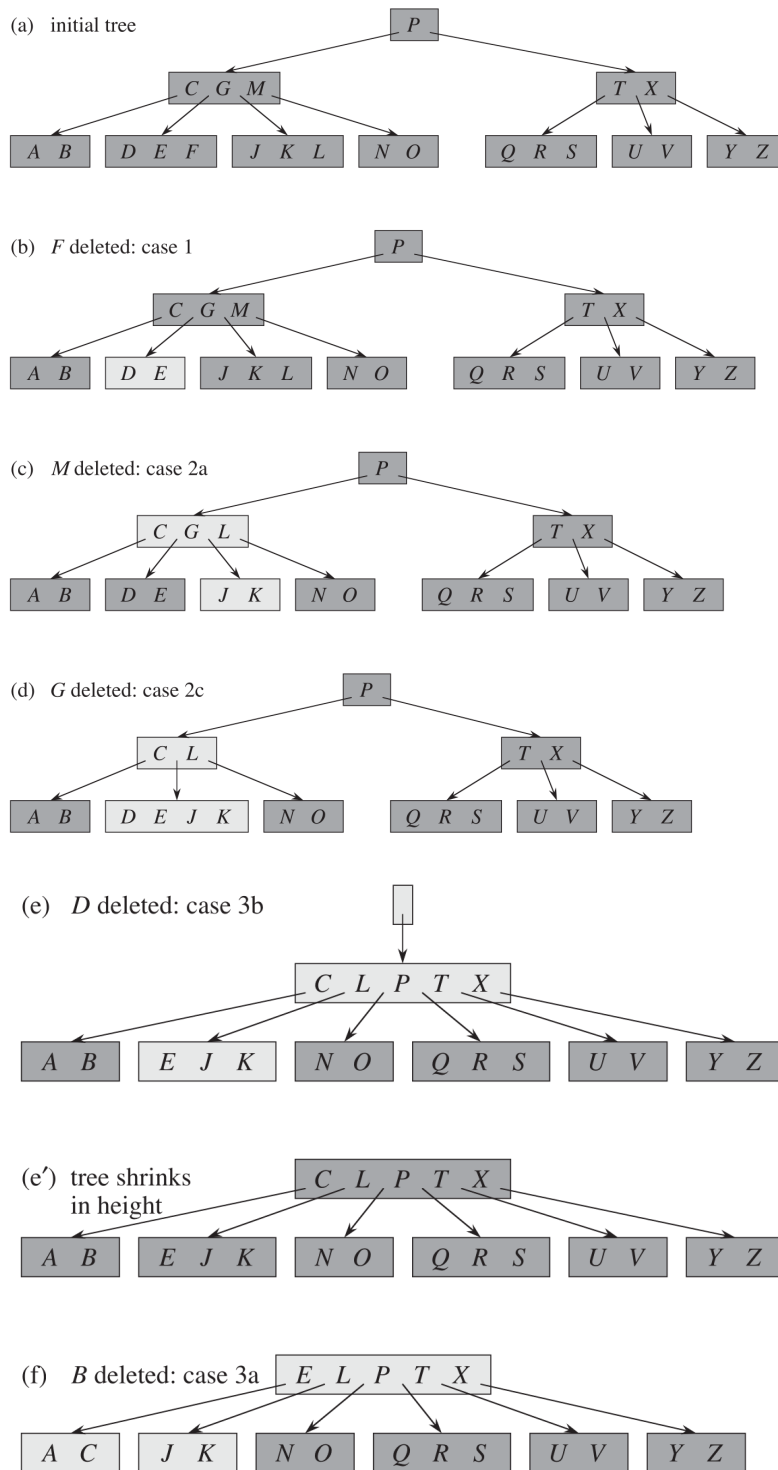 (a) initial tree
P
C G M T X
A B D E F J K L N O Q R S U V Y Z
(b) F deleted: case 1
P
C G M T X
A B D E J K L N O Q R S U V Y Z
(c) M deleted: case 2a
P
C G L T X
A B D E J K N O Q R S U V Y Z
(d) G deleted: case 2c
P
C L T X
A B D E J K N O Q R S U V Y Z
(e) D deleted: case 3b
C L P T X
A B E J K N O Q R S U V Y Z
(e′) tree shrinks
in height
C L P T X
A B E J K N O Q R S U V Y Z
(f) B deleted: case 3a
E L P T X
A C J K N O Q R S U V Y Z